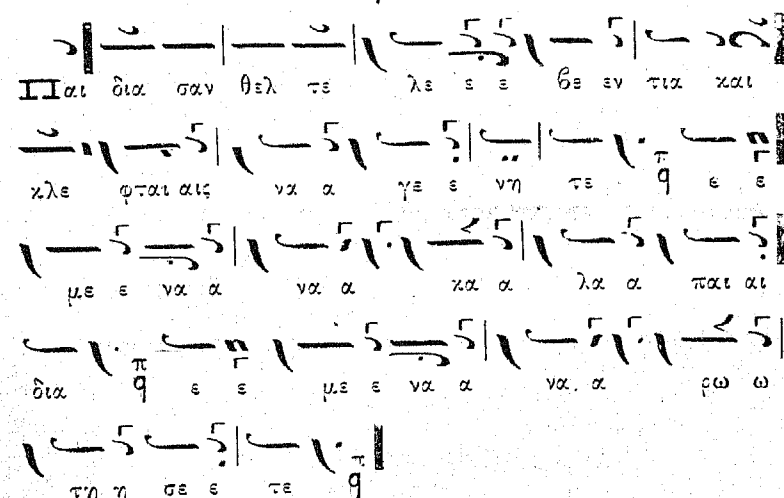 Παι δια σαν θελ τε λε ε ε βε εν τια και
κλε φται αις να α γε ε νη τε π q ε ε
με ε να α να α κα α λα α παι αι
δια π q ε ε με ε να α να α ρω ω
τη η σε ε τε π q